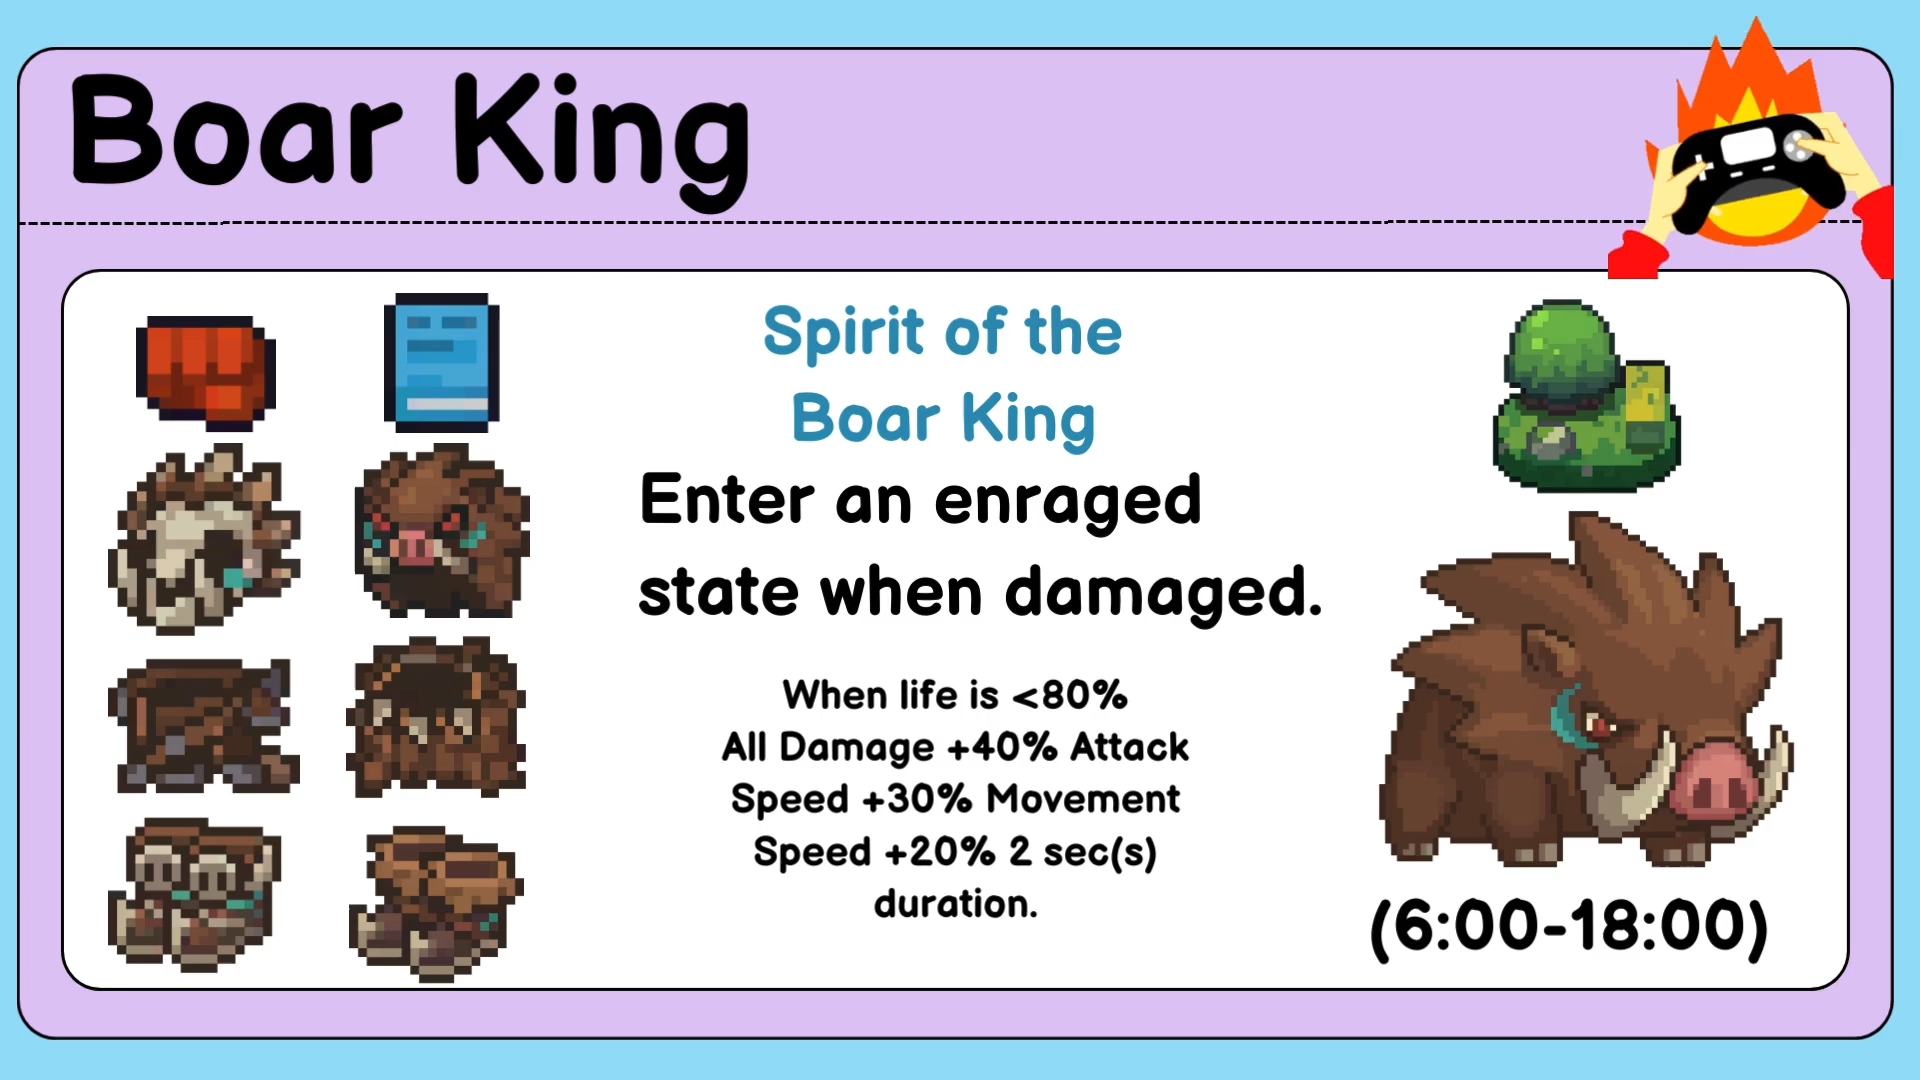 Boar King
Spirit of the
Boar King
Enter an enraged
state when damaged.
When life is <80%
All Damage +40% Attack
Speed +30% Movement
Speed +20% 2 sec(s)
duration.
(6:00-18:00)